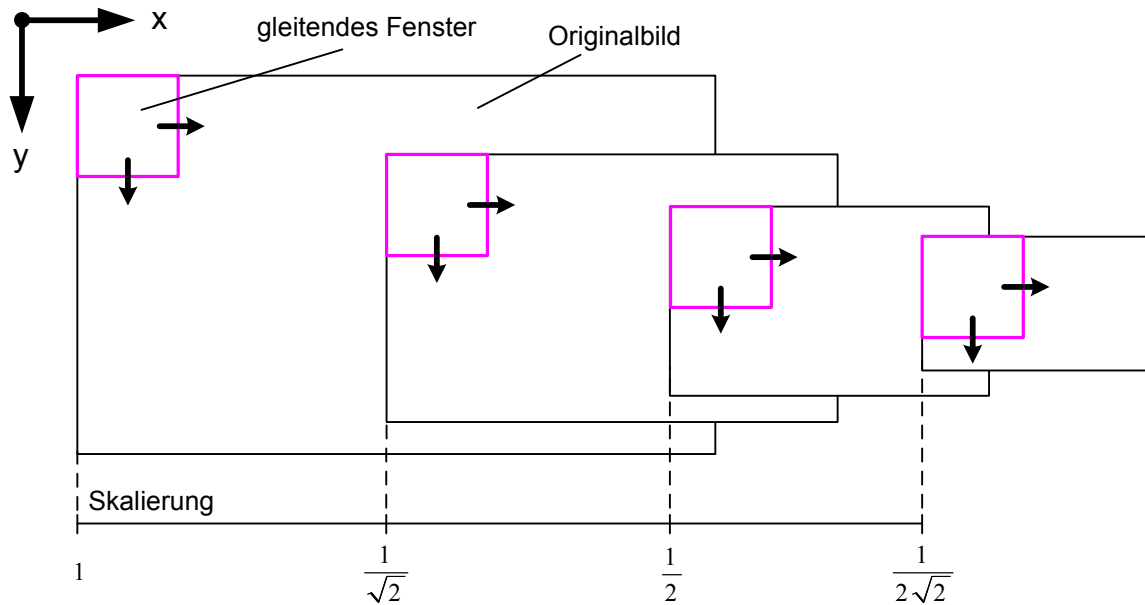 x
y
gleitendes Fenster
Originalbild
Skalierung
1
1/√2
1/2
1/2√2